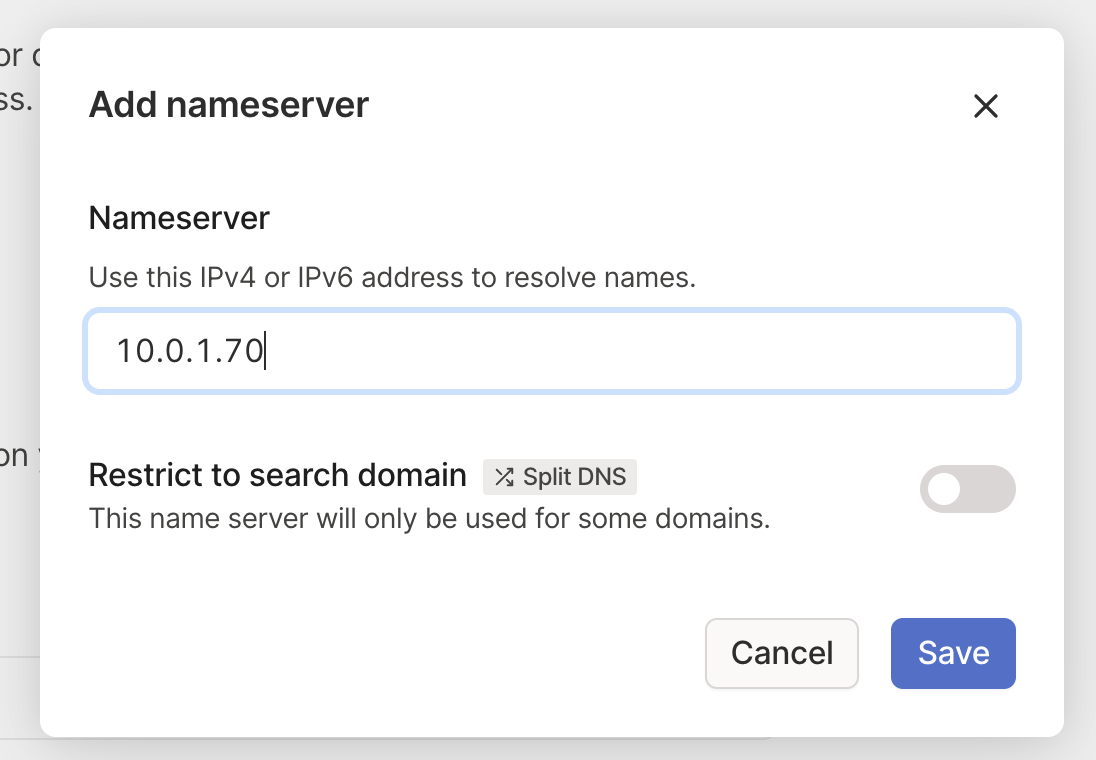 or
ss.
Add nameserver
Nameserver
Use this IPv4 or IPv6 address to resolve names.
10.0.1.70
on
Restrict to search domain Split DNS
This name server will only be used for some domains.
Cancel Save